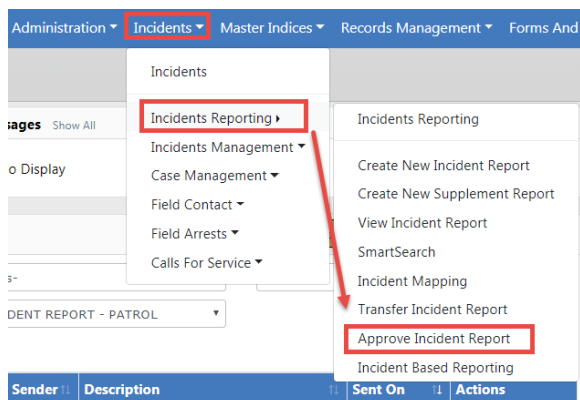 Administration Incidents Master Indices Records Management Forms And
Incidents
Incidents Reporting
Incidents Management
Case Management
Field Contact
Field Arrests
Calls For Service
Incidents Reporting
Create New Incident Report
Create New Supplement Report
View Incident Report
SmartSearch
Incident Mapping
Transfer Incident Report
Approve Incident Report
Incident Based Reporting
sages Show All
o Display
s-
DENT REPORT - PATROL
Sender Description Sent On Actions